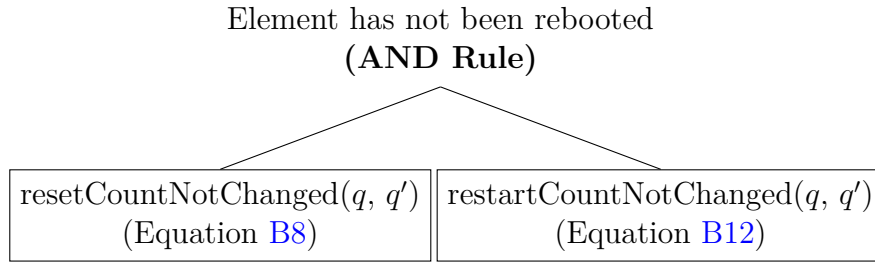 Element has not been rebooted
(AND Rule)
resetCountNotChanged(q, q′)
(Equation B8)
restartCountNotChanged(q, q′)
(Equation B12)